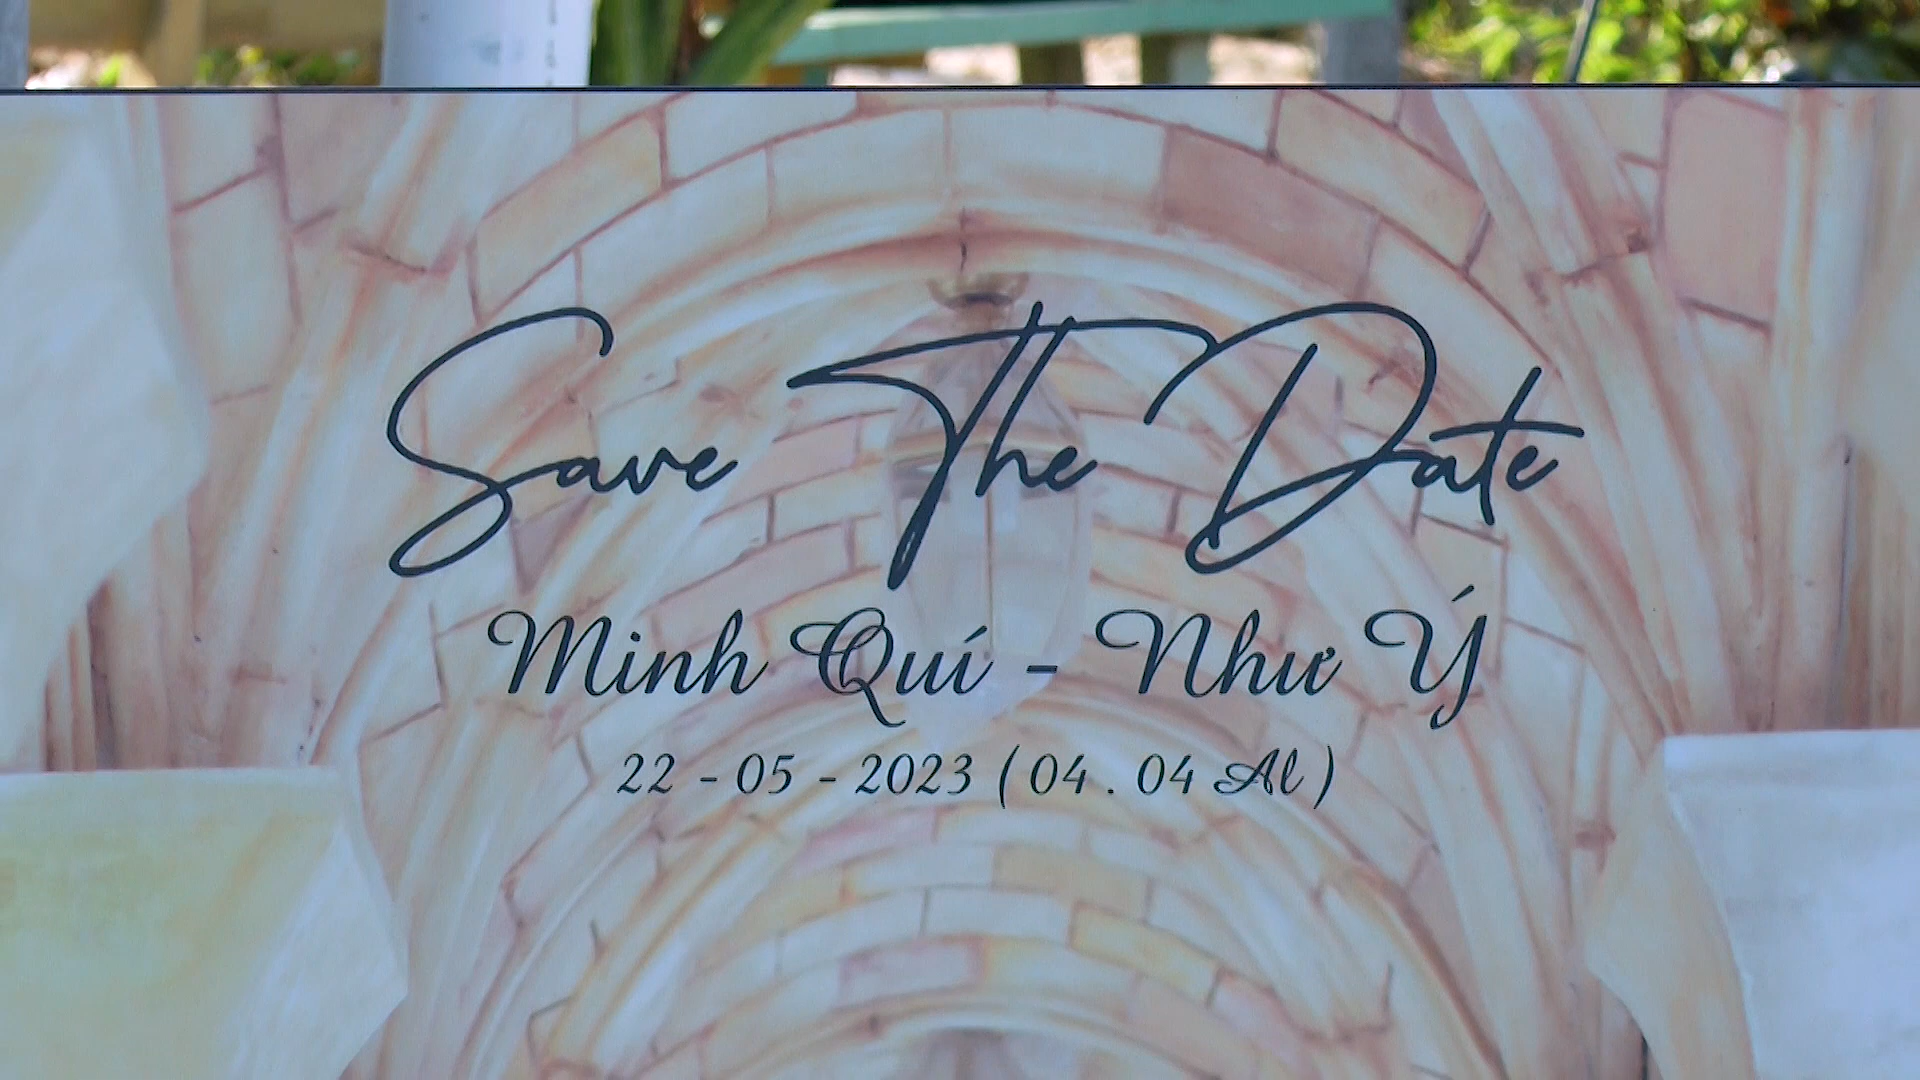 Save The Date
Minh Quí - Như Ý
22 - 05 - 2023 ( 04 . 04 Al )